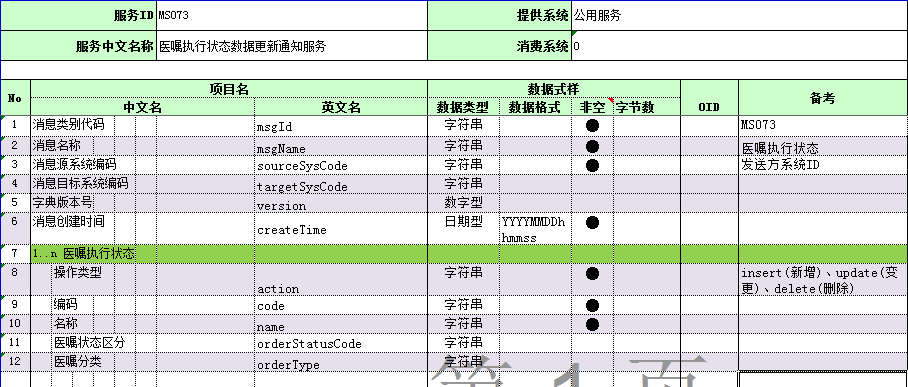 服务ID MS073 提供系统 公用服务
服务中文名称 医嘱执行状态数据更新通知服务 消费系统 0
No 项目名 数据式样 OID 备考
中文名 英文名 数据类型 数据格式 非空 字节数
1 消息类别代码 msgId 字符串 ● MS073
2 消息名称 msgName 字符串 ● 医嘱执行状态
3 消息源系统编码 sourceSysCode 字符串 ● 发送方系统ID
4 消息目标系统编码 targetSysCode 字符串
5 字典版本号 version 数字型
6 消息创建时间 createTime 日期型 YYYYMMDDh ●
hmmss
7 1..n 医嘱执行状态
8 操作类型 action 字符串 ● insert(新增)、update(变
更)、delete(删除)
9 编码 code 字符串 ●
10 名称 name 字符串 ●
11 医嘱状态区分 orderStatusCode 字符串
12 医嘱分类 orderType 字符串
第 1 页